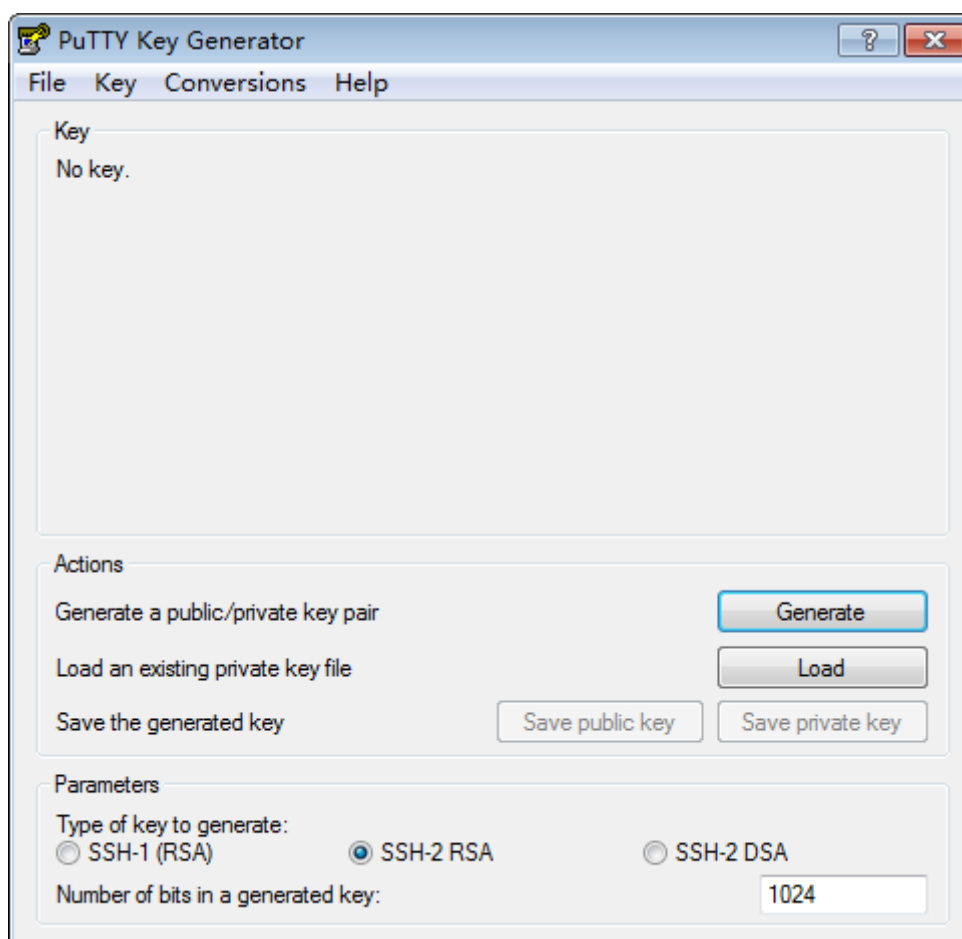 PuTTY Key Generator
?
File Key Conversions Help
Key
No key.
Actions
Generate a public/private key pair Generate
Load an existing private key file Load
Save the generated key Save public key Save private key
Parameters
Type of key to generate:
SSH-1 (RSA) SSH-2 RSA SSH-2 DSA
Number of bits in a generated key: 1024